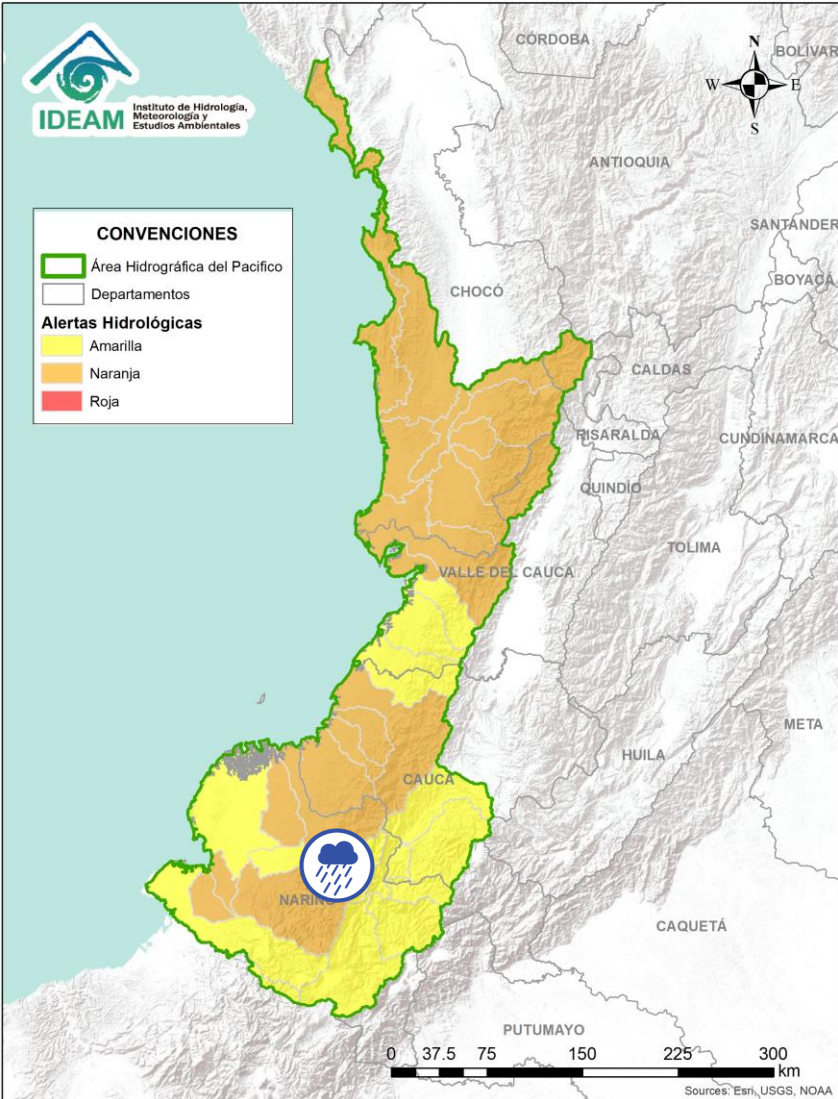 IDEAM
Instituto de Hidrología,
Meteorología y
Estudios Ambientales
N
W
E
S
CONVENCIONES
Área Hidrográfica del Pacifico
Departamentos
Alertas Hidrológicas
Amarilla
Naranja
Roja
CÓRDOBA
BOLÍVAR
ANTIOQUIA
SANTANDER
BOYACÁ
CHOCÓ
CALDAS
RISARALDA
CUNDINAMARCA
QUINDÍO
TOLIMA
VALLE DEL CAUCA
META
HUILA
CAUCA
NARIÑO
CAQUETÁ
PUTUMAYO
0 37.5 75 150 225 300
km
Sources: Esri, USGS, NOAA